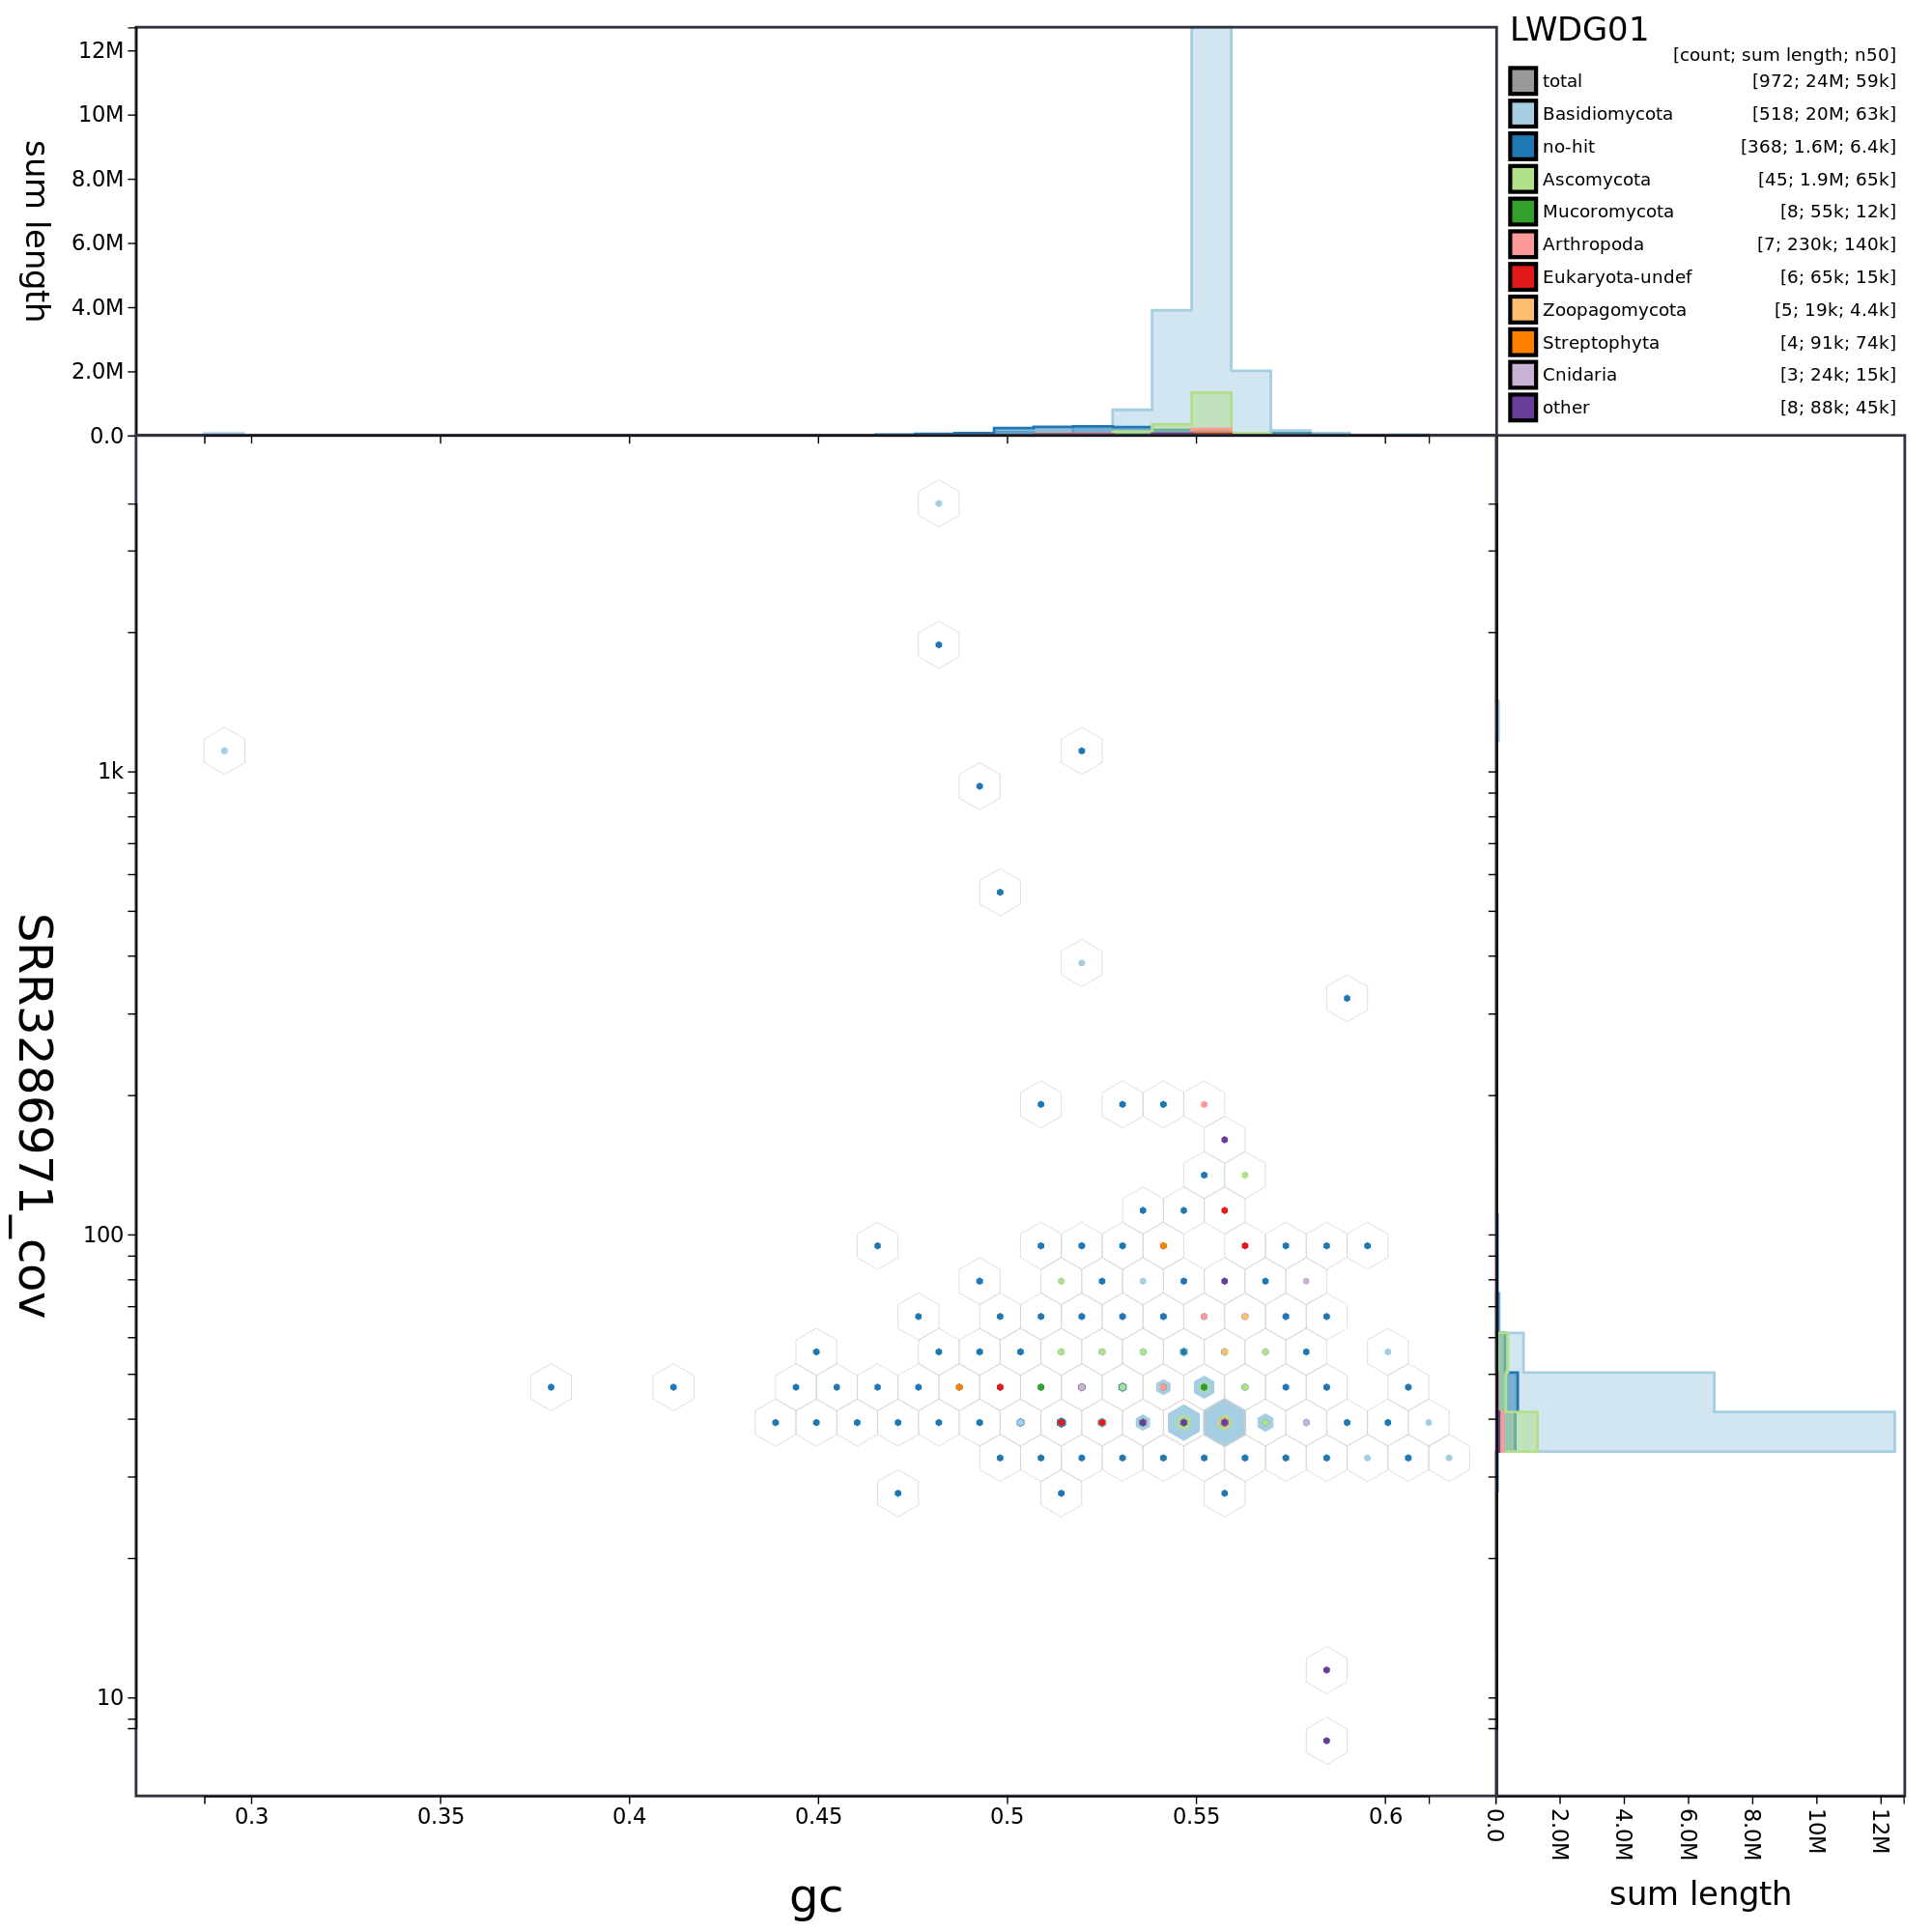 LWDG01
[count; sum length; n50]
total [972; 24M; 59k]
Basidiomycota [518; 20M; 63k]
no-hit [368; 1.6M; 6.4k]
Ascomycota [45; 1.9M; 65k]
Mucoromycota [8; 55k; 12k]
Arthropoda [7; 230k; 140k]
Eukaryota-undef [6; 65k; 15k]
Zoopagomycota [5; 19k; 4.4k]
Streptophyta [4; 91k; 74k]
Cnidaria [3; 24k; 15k]
other [8; 88k; 45k]
sum length
12M
10M
8.0M
6.0M
4.0M
2.0M
0.0
SRR3286971_cov
1k
100
10
0.3 0.35 0.4 0.45 0.5 0.55 0.6
gc
0.0 2.0M 4.0M 6.0M 8.0M 10M 12M
sum length